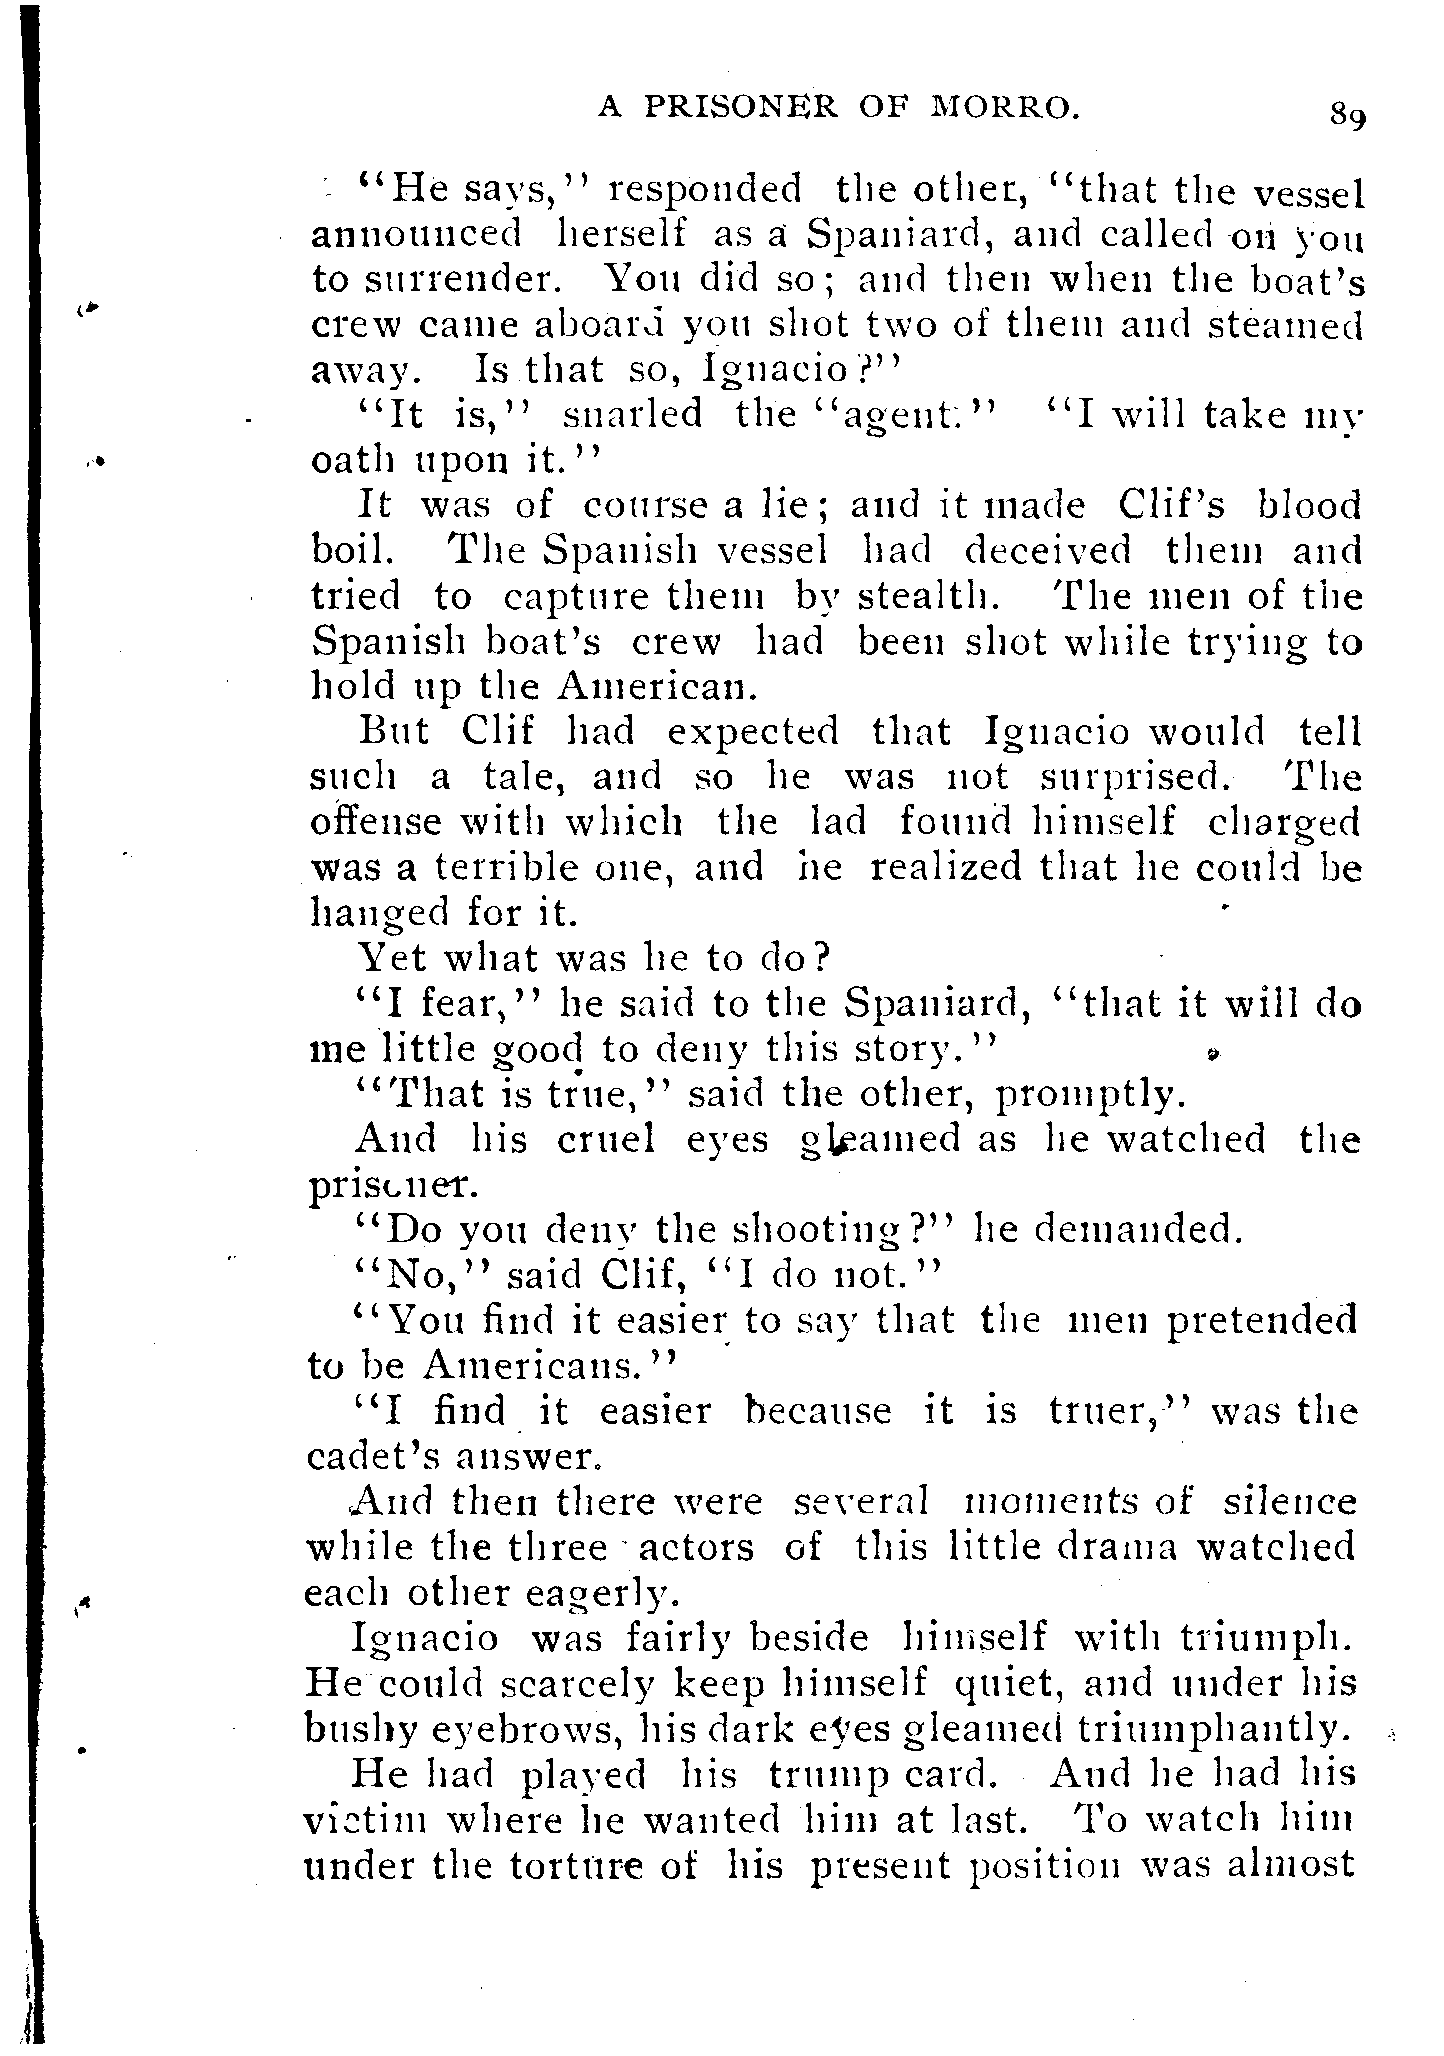 A PRISONER OF MORRO. 89
"He says," responded the other, "that the vessel
announced herself as a Spaniard, and called on you
to surrender. You did so; and then when the boat's
crew came aboard you shot two of them and steamed
away. Is that so, Ignacio?"
"It is," snarled the "agent." "I will take my
oath upon it."
It was of course a lie; and it made Clif's blood
boil. The Spanish vessel had deceived them and
tried to capture them by stealth. The men of the
Spanish boat's crew had been shot while trying to
hold up the American.
But Clif had expected that Ignacio would tell
such a tale, and so he was not surprised. The
offense with which the lad found himself charged
was a terrible one, and he realized that he could be
hanged for it.
Yet what was he to do?
"I fear," he said to the Spaniard, "that it will do
me little good to deny this story."
"That is true," said the other, promptly.
And his cruel eyes gleamed as he watched the
prisoner.
"Do you deny the shooting?" he demanded.
"No," said Clif, "I do not."
"You find it easier to say that the men pretended
to be Americans."
"I find it easier because it is truer," was the
cadet's answer.
And then there were several moments of silence
while the three actors of this little drama watched
each other eagerly.
Ignacio was fairly beside himself with triumph.
He could scarcely keep himself quiet, and under his
bushy eyebrows, his dark eyes gleamed triumphantly.
He had played his trump card. And he had his
victim where he wanted him at last. To watch him
under the torture of his present position was almost